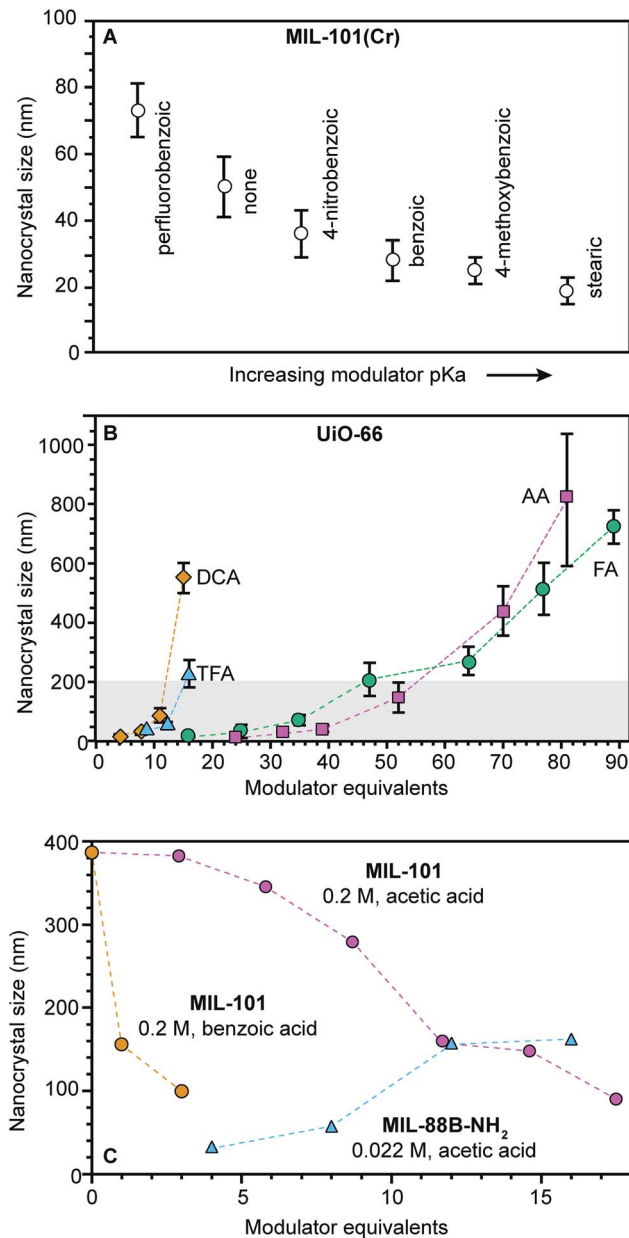 A
MIL-101(Cr)
100
80
60
40
20
0
Nanocrystal size (nm)
perfluorobenzoic
none
4-nitrobenzoic
benzoic
4-methoxybenzoic
stearic
Increasing modulator pKa
B
UiO-66
1000
800
600
400
200
0
Nanocrystal size (nm)
DCA
TFA
AA
FA
0 10 20 30 40 50 60 70 80 90
Modulator equivalents
400
300
200
100
0
Nanocrystal size (nm)
MIL-101
0.2 M, acetic acid
MIL-101
0.2 M, benzoic acid
MIL-88B-NH₂
0.022 M, acetic acid
C
0 5 10 15
Modulator equivalents